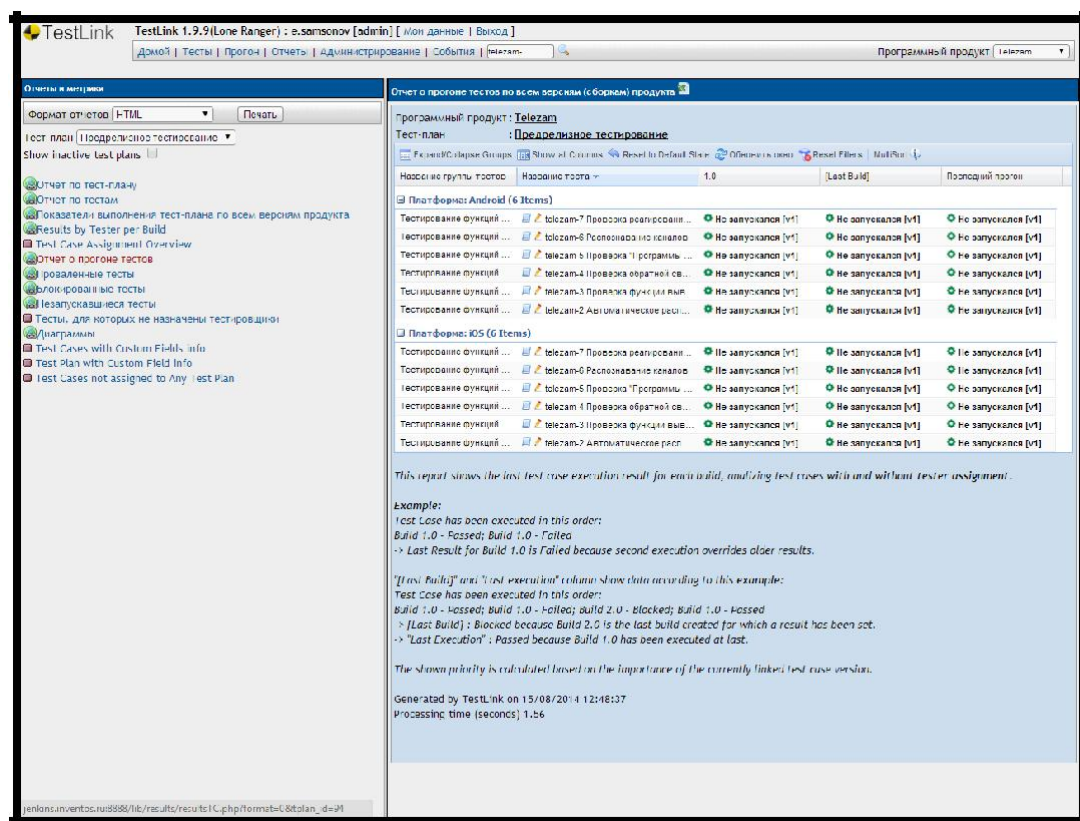 TestLink
TestLink 1.9.9(Lone Ranger) : e.samsonov [admin] [ Мои данные | Выход ]
Домой | Тесты | Прогон | Отчеты | Администрирование | События | telezam-
Программный продукт Telezam
Отчеты и метрики
Формат отчетов HTML Печать
Тест-план Предрелизное тестирование
Show inactive test plans
Отчет по тест-плану
Отчет по тестам
Показатели выполнения тест-плана по всем версиям продукта
Results by Tester per Build
Test Case Assignment Overview
Отчет о прогоне тестов
Проваленные тесты
Блокированные тесты
Незапускавшиеся тесты
Тесты, для которых не назначены тестировщики
Диаграммы
Test Cases with Custom Fields info
Test Plan with Custom Field Info
Test Cases not assigned to Any Test Plan
jenkins.inventos.ru:8888/lib/results/resultsTC.php?format=0&tplan_id=94
Отчет о прогоне тестов по всем версиям (сборкам) продукта
Программный продукт : Telezam
Тест-план : Предрелизное тестирование
Expand/Collapse Groups Show all Columns Reset to Default State Обновить окно Reset Filters MultiSort
Название группы тестов Название теста 1.0 [Last Build] Последний прогон
Платформа: Android (6 Items)
Тестирование функций ... telezam-7 Проверка реагировани... Не запускался [v1] Не запускался [v1] Не запускался [v1]
Тестирование функций ... telezam-6 Распознавание каналов Не запускался [v1] Не запускался [v1] Не запускался [v1]
Тестирование функций ... telezam-5 Проверка "Программы ... Не запускался [v1] Не запускался [v1] Не запускался [v1]
Тестирование функций telezam-4 Проверка обратной св... Не запускался [v1] Не запускался [v1] Не запускался [v1]
Тестирование функций ... telezam-3 Проверка функции выв... Не запускался [v1] Не запускался [v1] Не запускался [v1]
Тестирование функций ... telezam-2 Автоматическое расп... Не запускался [v1] Не запускался [v1] Не запускался [v1]
Платформа: iOS (6 Items)
Тестирование функций ... telezam-7 Проверка реагировани... Не запускался [v1] Не запускался [v1] Не запускался [v1]
Тестирование функций ... telezam-6 Распознавание каналов Не запускался [v1] Не запускался [v1] Не запускался [v1]
Тестирование функций ... telezam-5 Проверка "Программы ... Не запускался [v1] Не запускался [v1] Не запускался [v1]
Тестирование функций ... telezam-4 Проверка обратной св... Не запускался [v1] Не запускался [v1] Не запускался [v1]
Тестирование функций telezam-3 Проверка функции выв... Не запускался [v1] Не запускался [v1] Не запускался [v1]
Тестирование функций ... telezam-2 Автоматическое расп Не запускался [v1] Не запускался [v1] Не запускался [v1]
This report shows the last test case execution result for each build, analizing test cases with and without tester assignment.
Example:
Test Case has been executed in this order:
Build 1.0 - Passed; Build 1.0 - Failed
-> Last Result for Build 1.0 is Failed because second execution overrides older results.
"[Last Build]" and "Last execution" column show data according to this example:
Test Case has been executed in this order:
Build 1.0 - Passed; Build 1.0 - Failed; Build 2.0 - Blocked; Build 1.0 - Passed
-> [Last Build] : Blocked because Build 2.0 is the last build created for which a result has been set.
-> "Last Execution" : Passed because Build 1.0 has been executed at last.
The shown priority is calculated based on the importance of the currently linked test case version.
Generated by TestLink on 15/08/2014 12:48:37
Processing time (seconds) 1.56